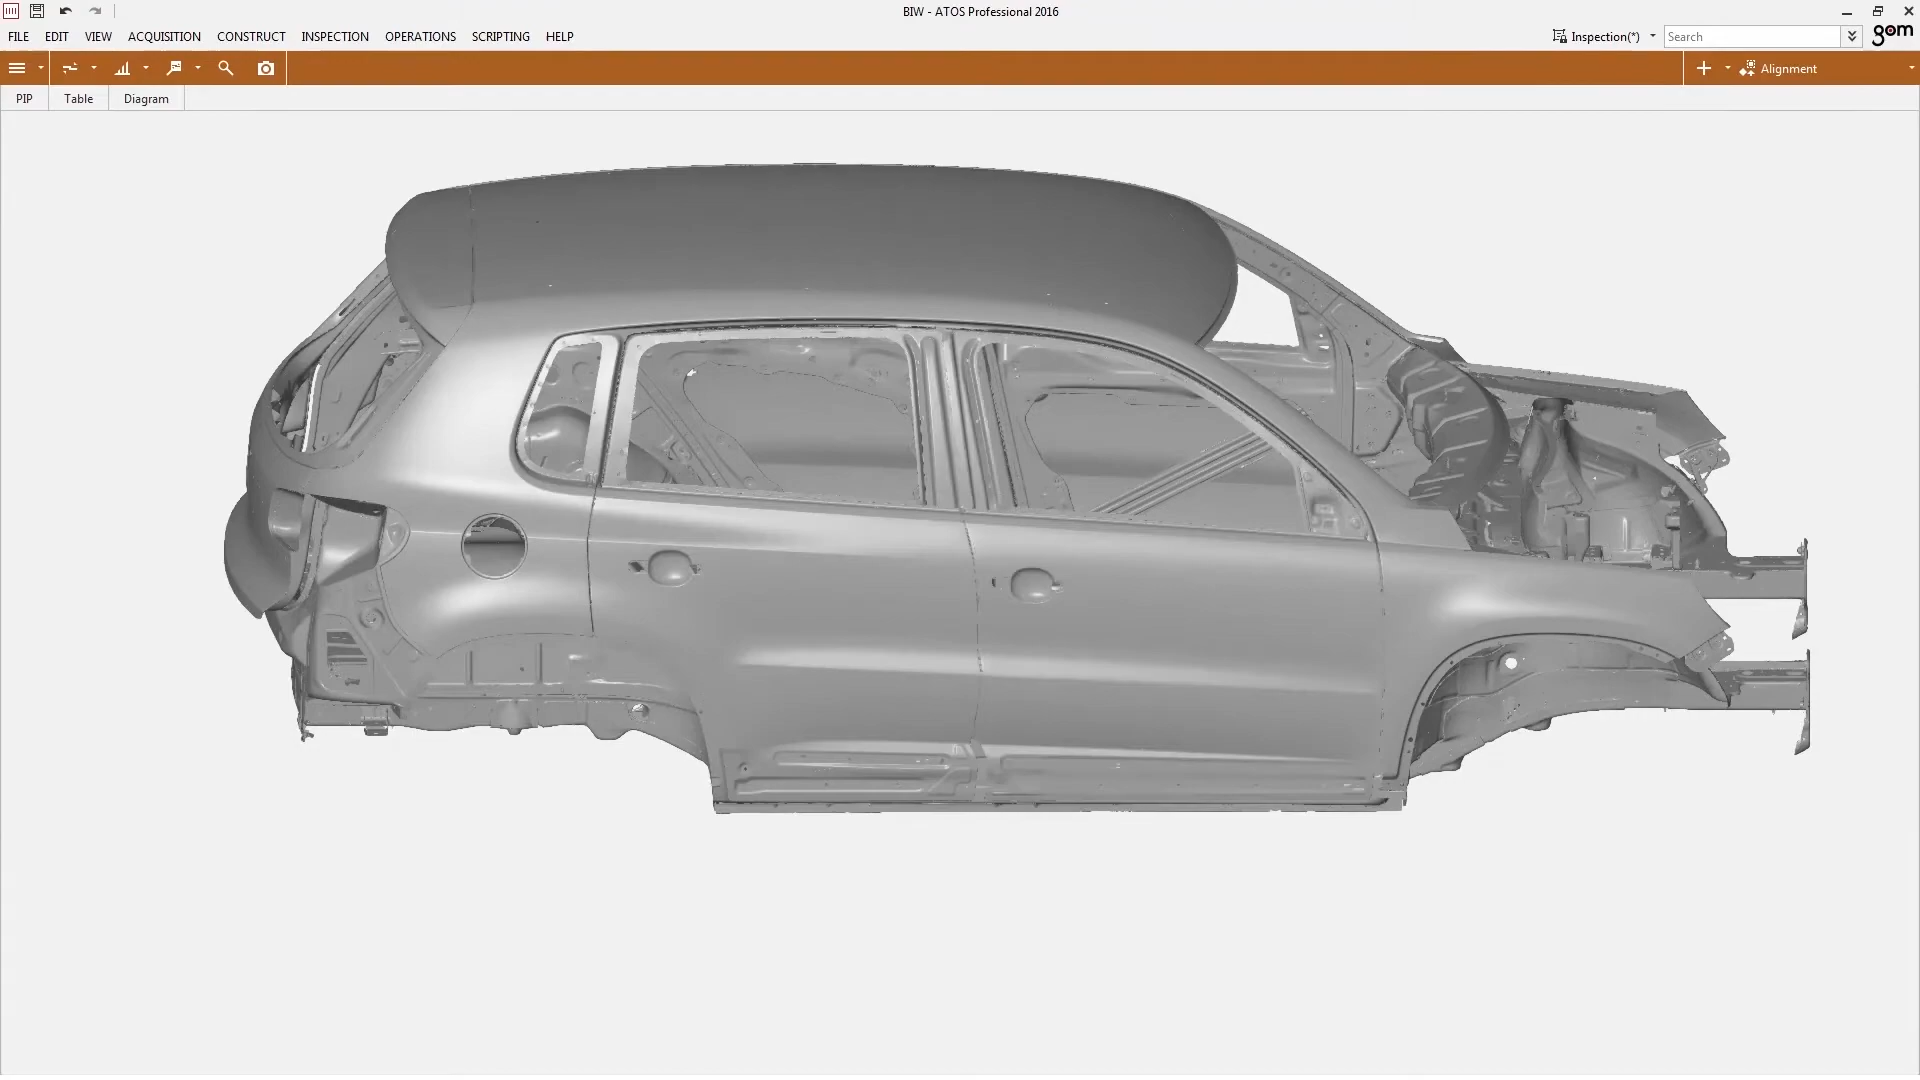 BIW - ATOS Professional 2016
FILE EDIT VIEW ACQUISITION CONSTRUCT INSPECTION OPERATIONS SCRIPTING HELP Inspection(*) Search gom
Alignment
PIP Table Diagram